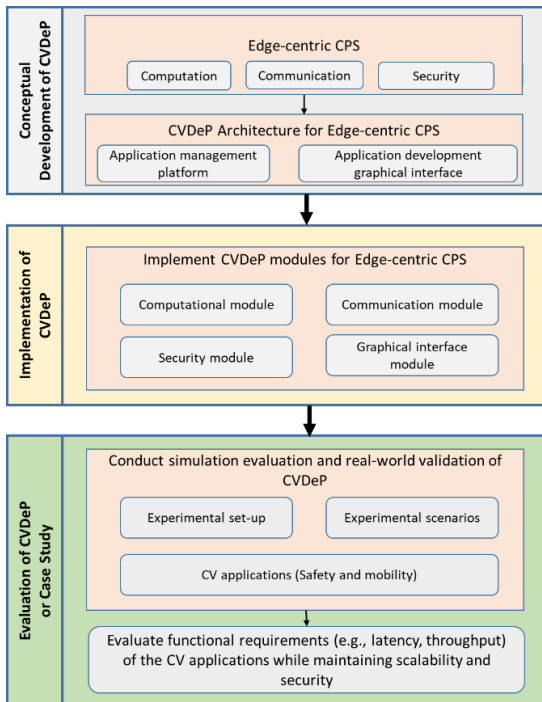 Conceptual
Development of CVDeP
Edge-centric CPS
Computation
Communication
Security
CVDeP Architecture for Edge-centric CPS
Application management
platform
Application development
graphical interface
Implementation of
CVDeP
Implement CVDeP modules for Edge-centric CPS
Computational module
Communication module
Security module
Graphical interface
module
Evaluation of CVDeP
or Case Study
Conduct simulation evaluation and real-world validation of
CVDeP
Experimental set-up
Experimental scenarios
CV applications (Safety and mobility)
Evaluate functional requirements (e.g., latency, throughput)
of the CV applications while maintaining scalability and
security